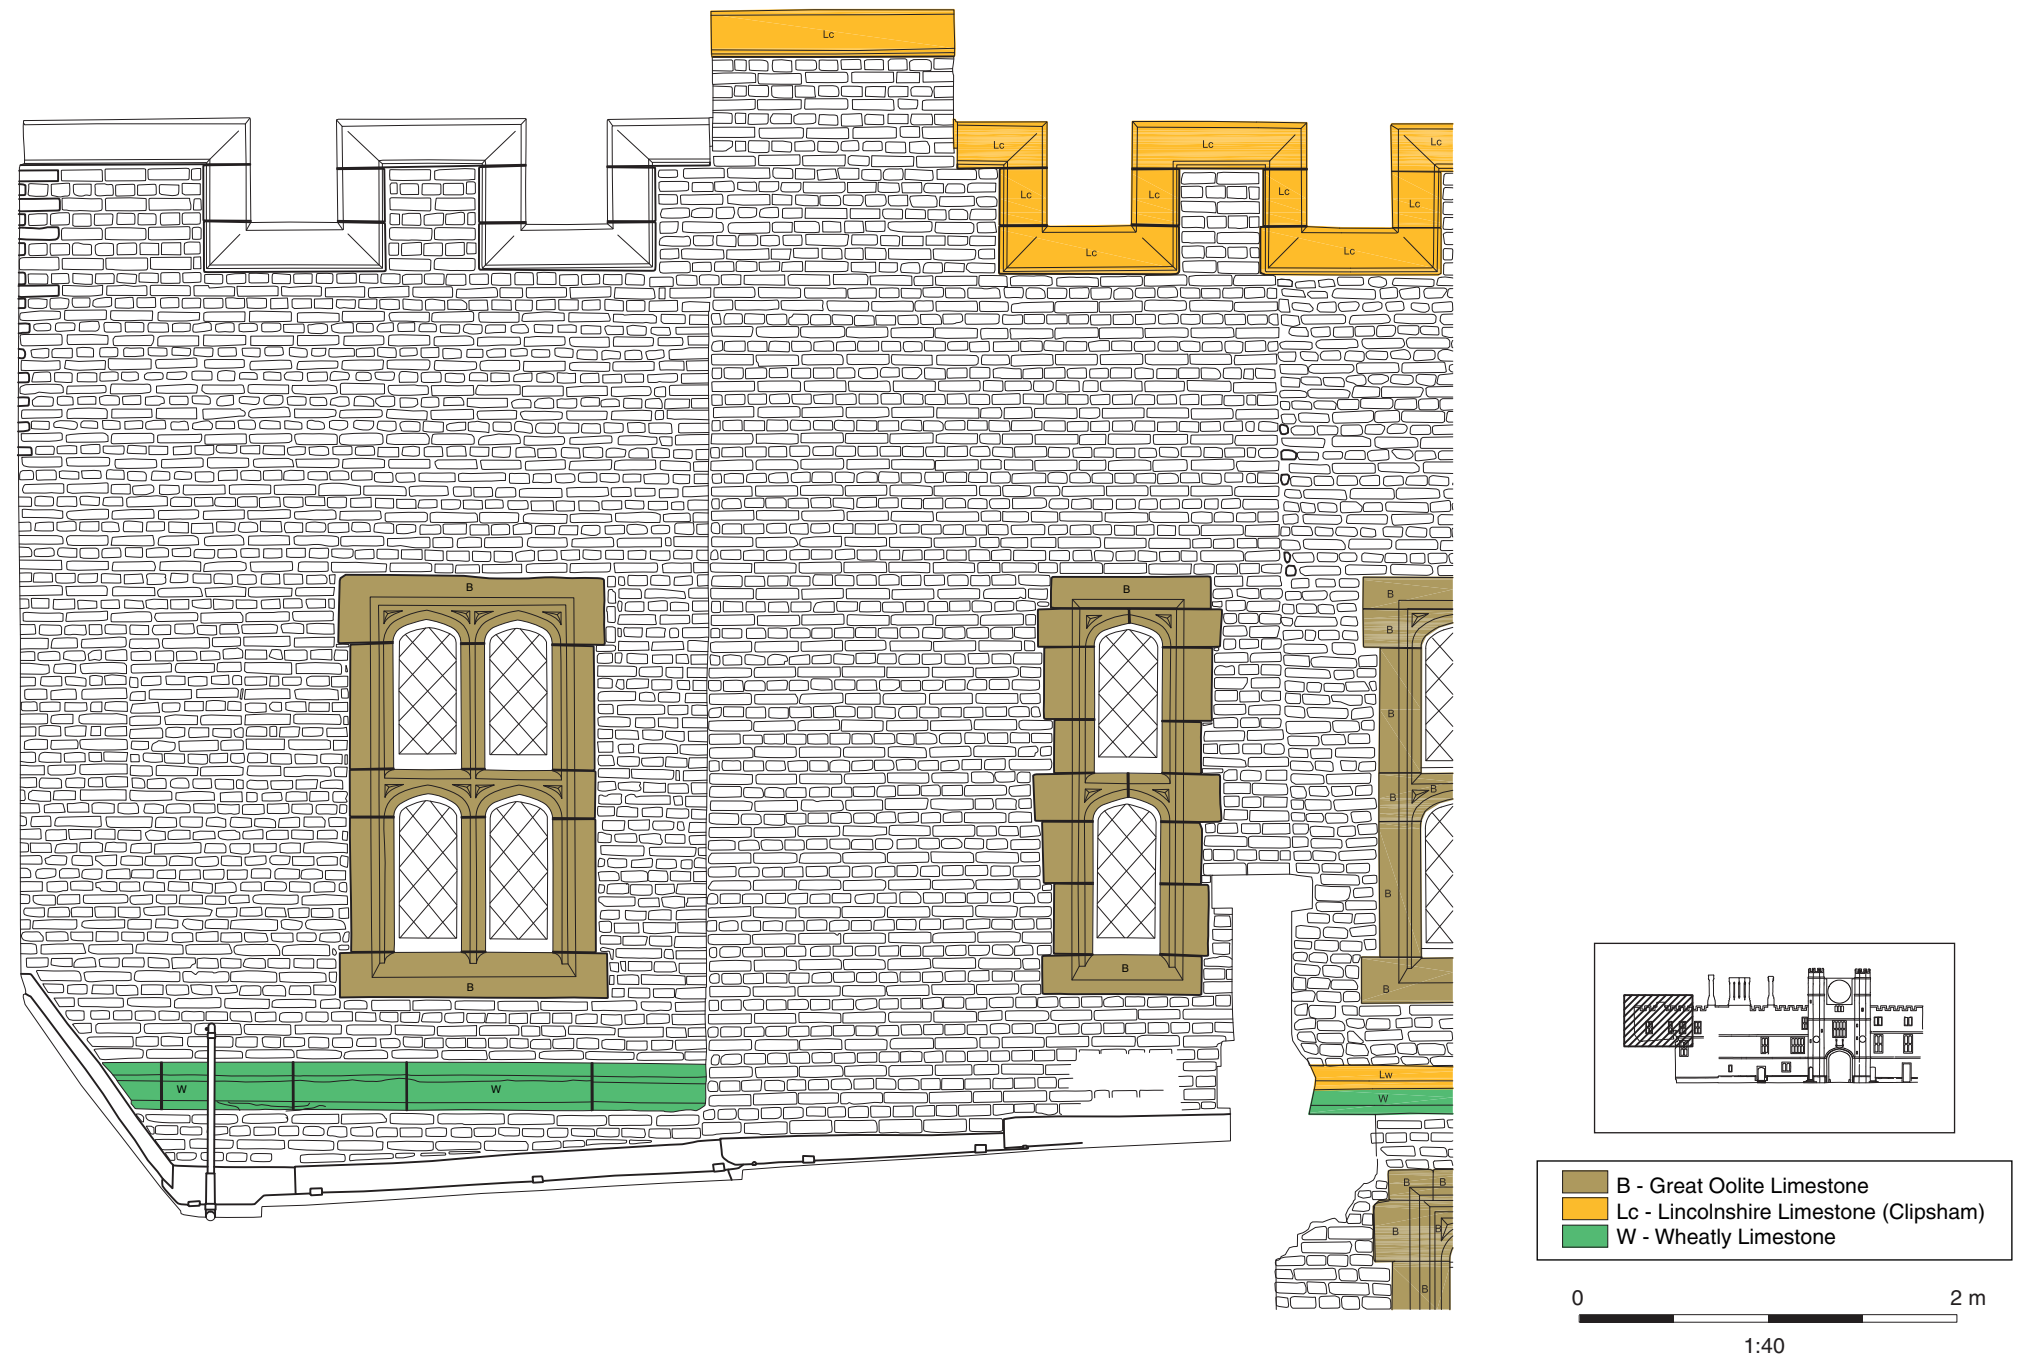 Lc
Lc Lc Lc
Lc Lc Lc Lc
Lc Lc
B B B
B
B
B B
B
B
B B
Lw
W W W
B B
B B
B
B - Great Oolite Limestone
Lc - Lincolnshire Limestone (Clipsham)
W - Wheatly Limestone
0 2 m
1:40